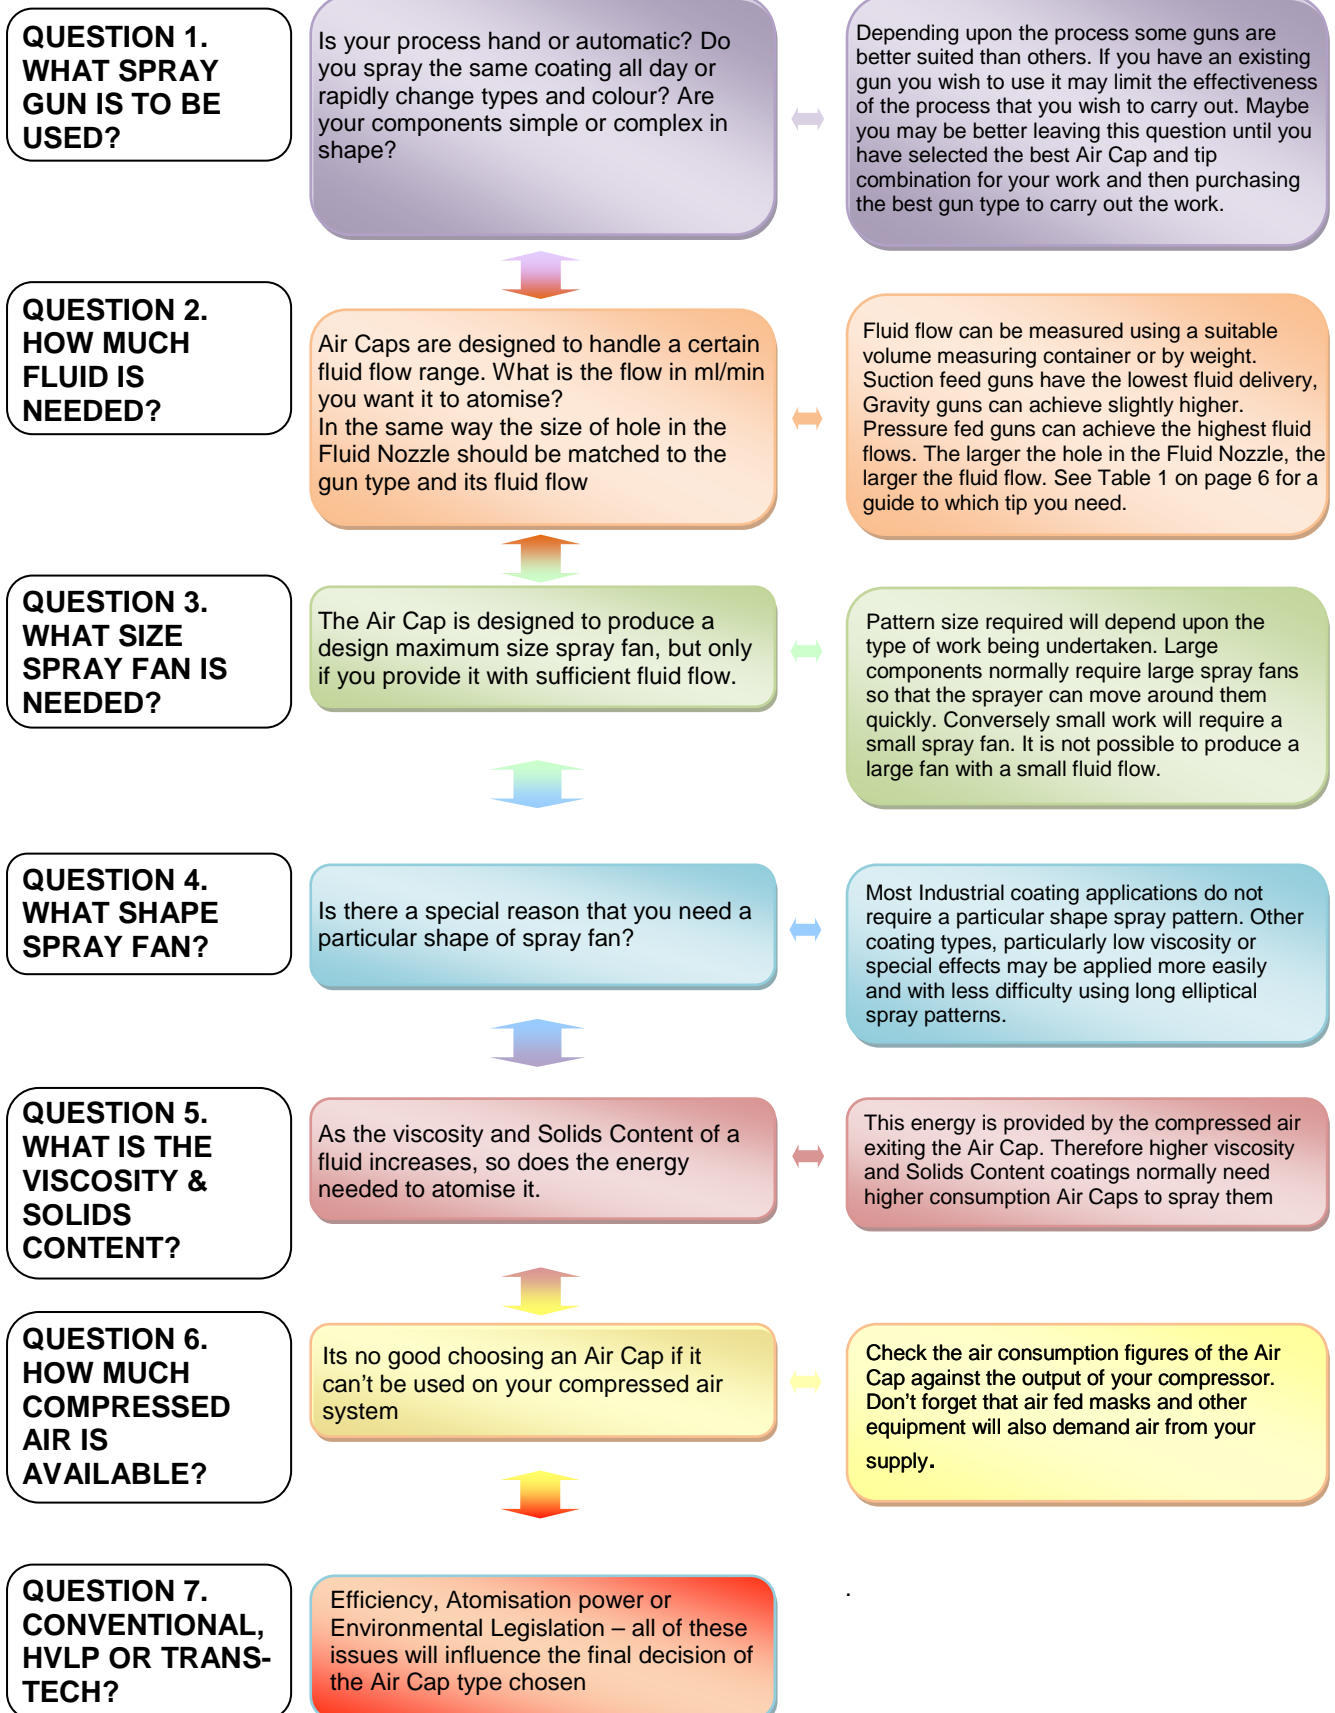 QUESTION 1.
WHAT SPRAY
GUN IS TO BE
USED?
Is your process hand or automatic? Do
you spray the same coating all day or
rapidly change types and colour? Are
your components simple or complex in
shape?
Depending upon the process some guns are
better suited than others. If you have an existing
gun you wish to use it may limit the effectiveness
of the process that you wish to carry out. Maybe
you may be better leaving this question until you
have selected the best Air Cap and tip
combination for your work and then purchasing
the best gun type to carry out the work.
QUESTION 2.
HOW MUCH
FLUID IS
NEEDED?
Air Caps are designed to handle a certain
fluid flow range. What is the flow in ml/min
you want it to atomise?
In the same way the size of hole in the
Fluid Nozzle should be matched to the
gun type and its fluid flow
Fluid flow can be measured using a suitable
volume measuring container or by weight.
Suction feed guns have the lowest fluid delivery,
Gravity guns can achieve slightly higher.
Pressure fed guns can achieve the highest fluid
flows. The larger the hole in the Fluid Nozzle, the
larger the fluid flow. See Table 1 on page 6 for a
guide to which tip you need.
QUESTION 3.
WHAT SIZE
SPRAY FAN IS
NEEDED?
The Air Cap is designed to produce a
design maximum size spray fan, but only
if you provide it with sufficient fluid flow.
Pattern size required will depend upon the
type of work being undertaken. Large
components normally require large spray fans
so that the sprayer can move around them
quickly. Conversely small work will require a
small spray fan. It is not possible to produce a
large fan with a small fluid flow.
QUESTION 4.
WHAT SHAPE
SPRAY FAN?
Is there a special reason that you need a
particular shape of spray fan?
Most Industrial coating applications do not
require a particular shape spray pattern. Other
coating types, particularly low viscosity or
special effects may be applied more easily
and with less difficulty using long elliptical
spray patterns.
QUESTION 5.
WHAT IS THE
VISCOSITY &
SOLIDS
CONTENT?
As the viscosity and Solids Content of a
fluid increases, so does the energy
needed to atomise it.
This energy is provided by the compressed air
exiting the Air Cap. Therefore higher viscosity
and Solids Content coatings normally need
higher consumption Air Caps to spray them
QUESTION 6.
HOW MUCH
COMPRESSED
AIR IS
AVAILABLE?
Its no good choosing an Air Cap if it
can't be used on your compressed air
system
Check the air consumption figures of the Air
Cap against the output of your compressor.
Don't forget that air fed masks and other
equipment will also demand air from your
supply.
QUESTION 7.
CONVENTIONAL,
HVLP OR TRANS-
TECH?
Efficiency, Atomisation power or
Environmental Legislation – all of these
issues will influence the final decision of
the Air Cap type chosen
.